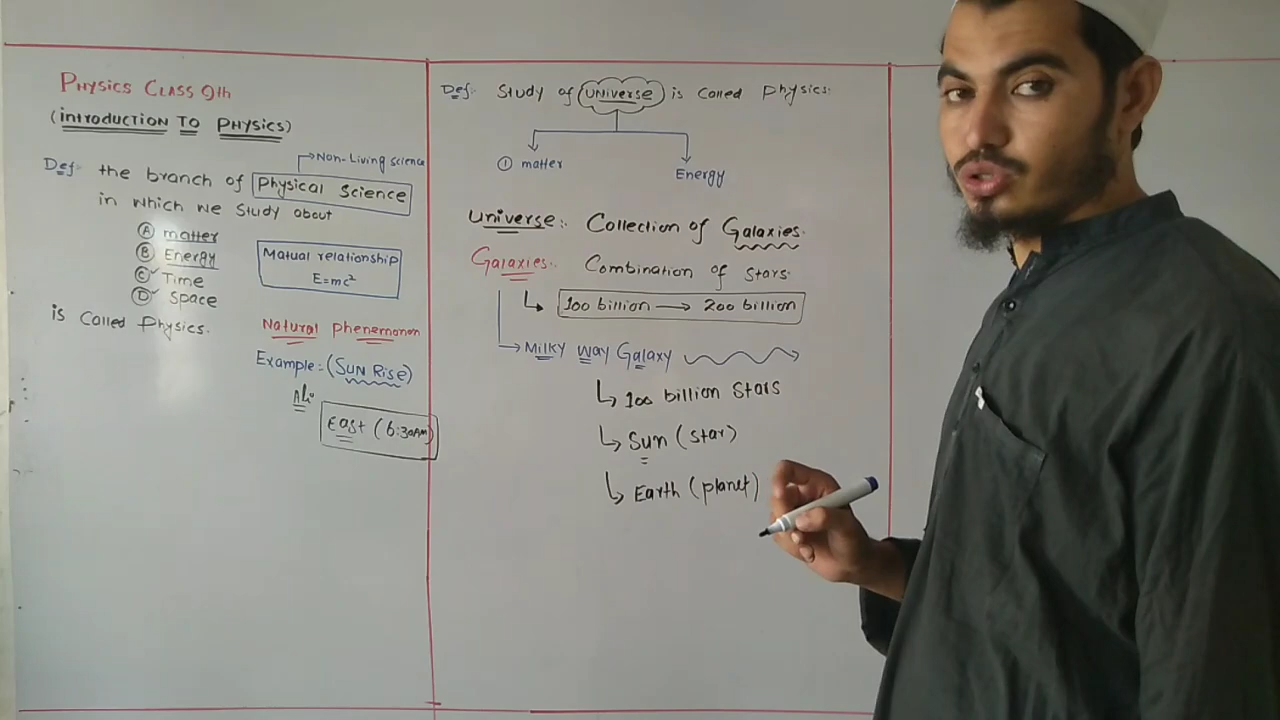 Physics Class 9th
(introduction To Physics)
Non-Living science
Def: the branch of Physical Science
in which we study about
(A) matter
(B) Energy
(C) Time
(D) Space
is Called Physics.
Matual relationship
E=mc²
Natural phenemonon
Example:(Sun Rise)
East (6:30AM)
Def: Study of Universe is Called Physics:
① matter
Energy
Universe:. Collection of Galaxies.
Galaxies:. Combination of stars.
100 billion → 200 billion
Milky way Galaxy
100 billion Stars
Sun (star)
Earth (planet)